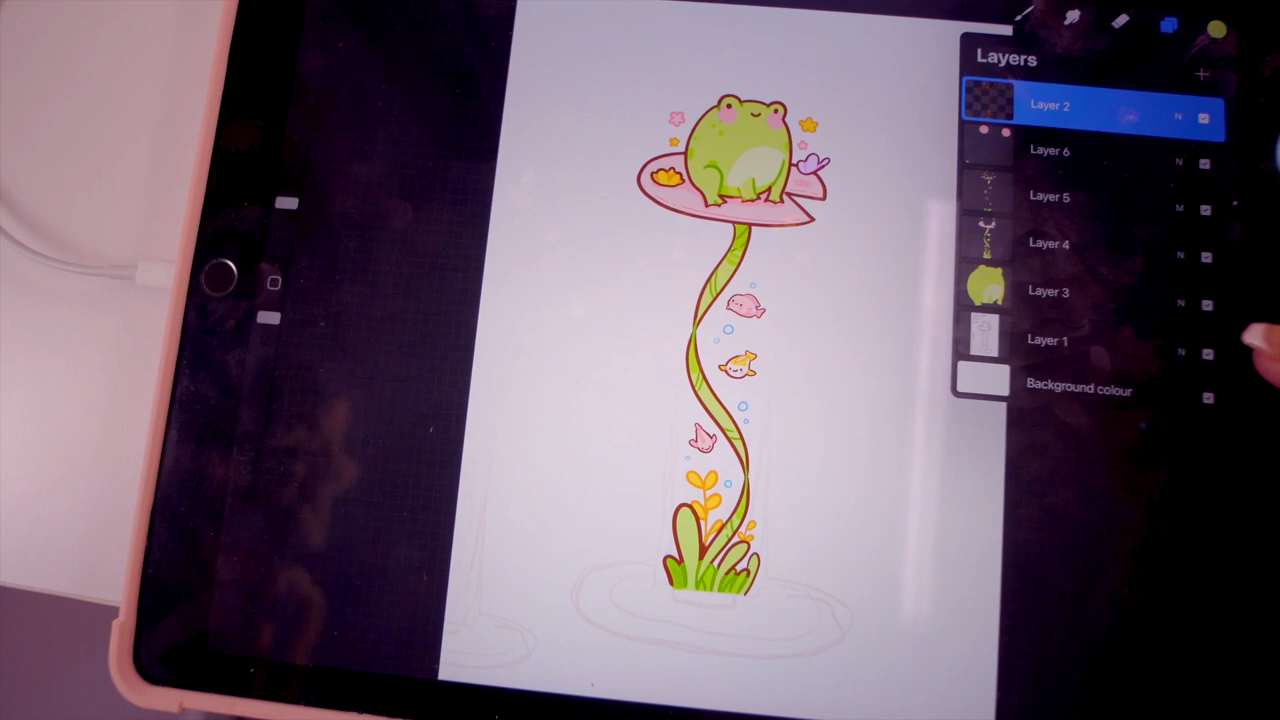 Layers
Layer 2
N
Layer 6
N
Layer 5
M
Layer 4
N
Layer 3
N
Layer 1
N
Background colour